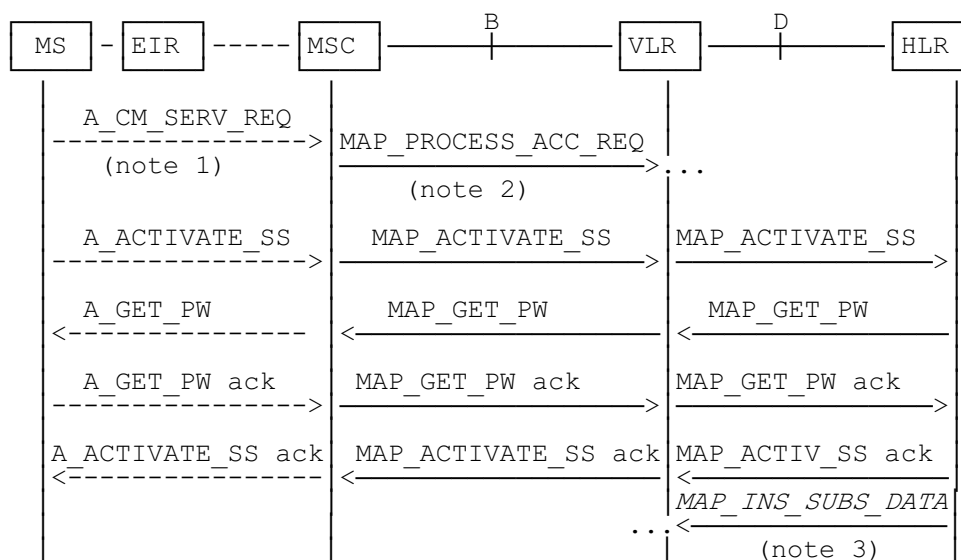 B D
MS EIR MSC VLR HLR
A_CM_SERV_REQ
MAP_PROCESS_ACC_REQ
(note 1) ...
(note 2)
A_ACTIVATE_SS MAP_ACTIVATE_SS MAP_ACTIVATE_SS
A_GET_PW MAP_GET_PW MAP_GET_PW
A_GET_PW ack MAP_GET_PW ack MAP_GET_PW ack
A_ACTIVATE_SS ack MAP_ACTIVATE_SS ack MAP_ACTIV_SS ack
MAP_INS_SUBS_DATA
...
(note 3)